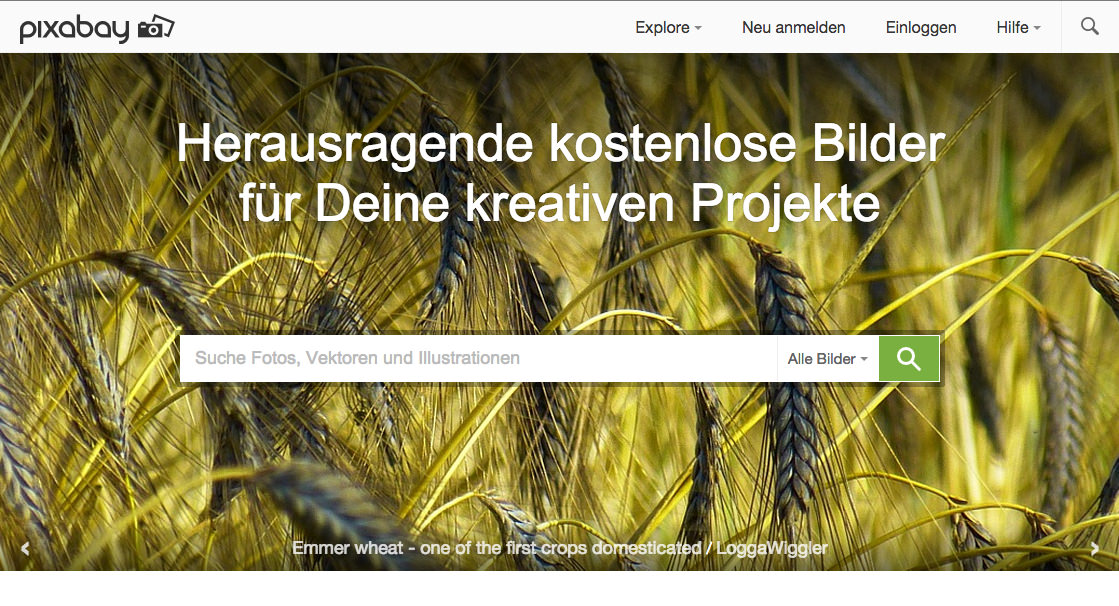 pixabay
Explore
Neu anmelden
Einloggen
Hilfe
Herausragende kostenlose Bilder
für Deine kreativen Projekte
Suche Fotos, Vektoren und Illustrationen
Alle Bilder
Emmer wheat - one of the first crops domesticated / LoggaWiggler